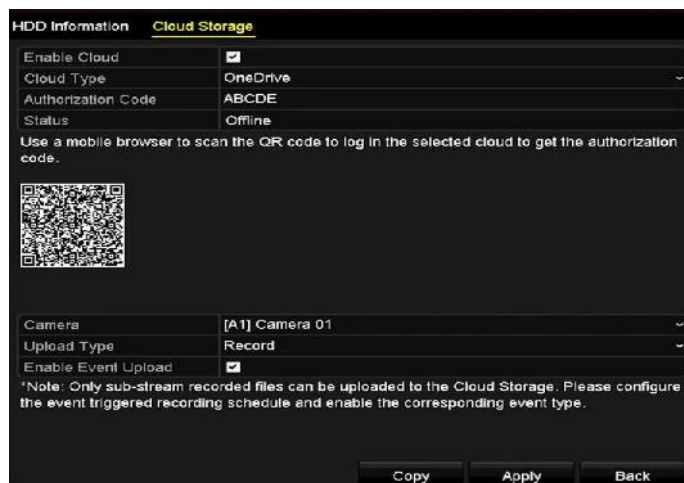 HDD Information Cloud Storage
Enable Cloud
Cloud Type OneDrive
Authorization Code ABCDE
Status Offline
Use a mobile browser to scan the QR code to log in the selected cloud to get the authorization
code.
Camera [A1] Camera 01
Upload Type Record
Enable Event Upload
*Note: Only sub-stream recorded files can be uploaded to the Cloud Storage. Please configure
the event triggered recording schedule and enable the corresponding event type.
Copy Apply Back